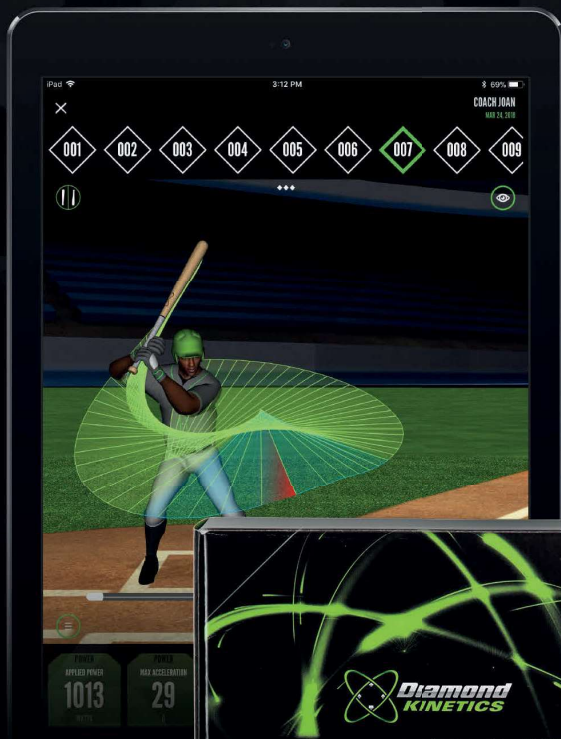 iPad 3:12 PM 69%
COACH JOAN
MAR 24, 2018
001 002 003 004 005 006 007 008 009
POWER POWER
APPLIED POWER MAX ACCELERATION
1013 29
WATTS G
Diamond
KINETICS